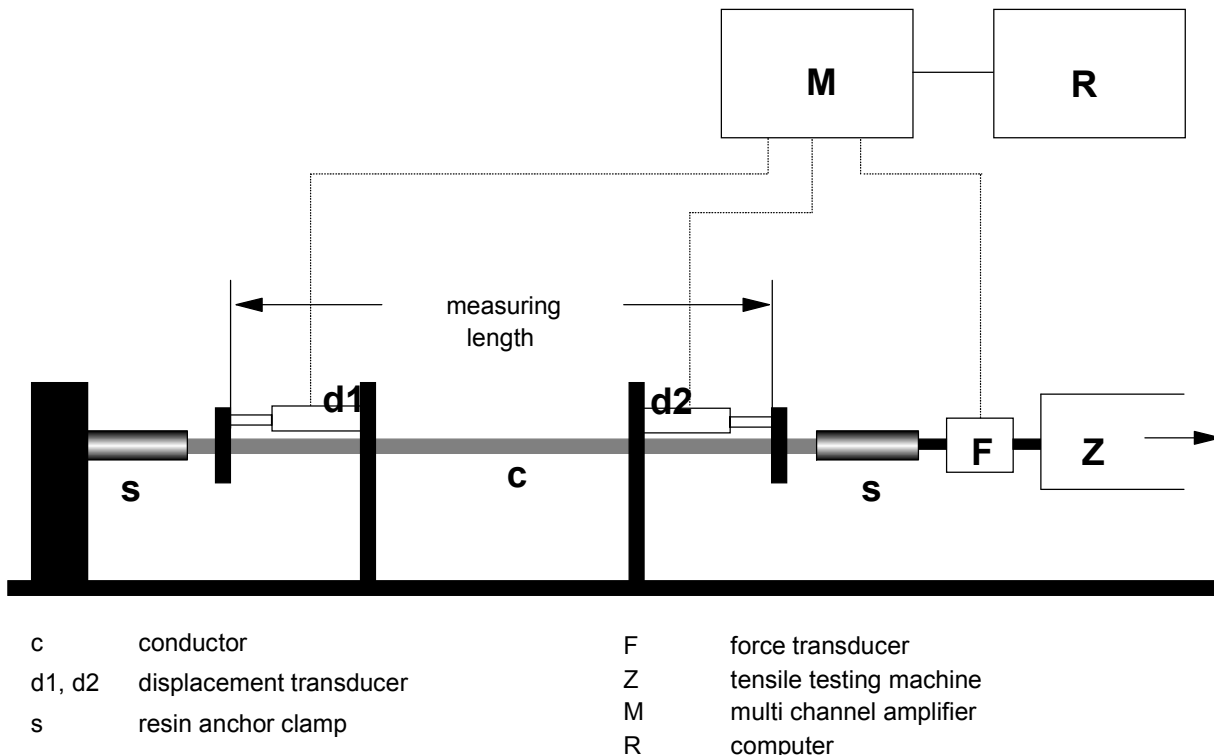 M
R
measuring
length
d1
d2
F
Z
s
c
s
c conductor
d1, d2 displacement transducer
s resin anchor clamp
F force transducer
Z tensile testing machine
M multi channel amplifier
R computer